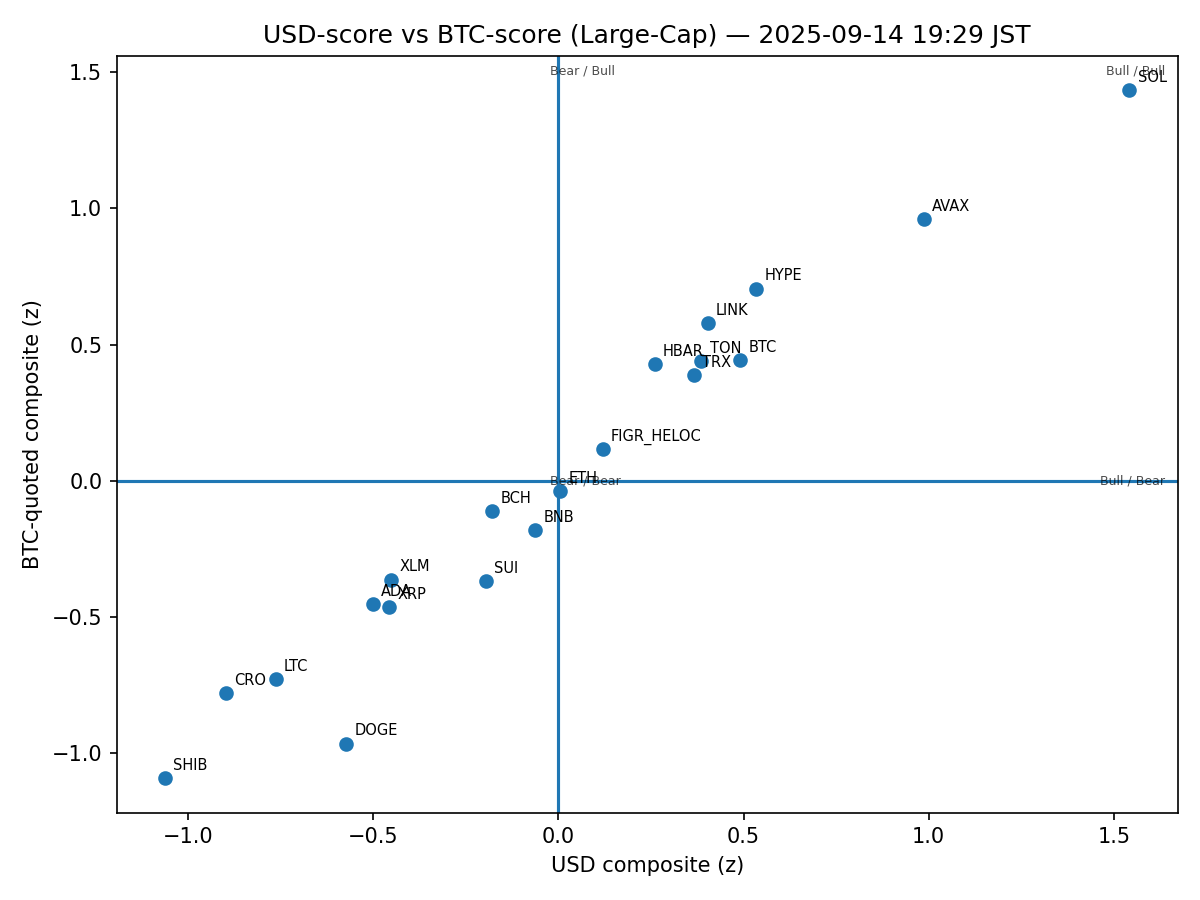 USD-score vs BTC-score (Large-Cap) — 2025-09-14 19:29 JST
BTC-quoted composite (z)
1.5
1.0
0.5
0.0
−0.5
−1.0
Bear / Bull
Bull / Bull
SOL
AVAX
HYPE
LINK
HBAR
TON
BTC
TRX
FIGR_HELOC
ETH
Bear / Bear
Bull / Bear
BCH
BNB
XLM
SUI
ADA
XRP
LTC
CRO
DOGE
SHIB
−1.0
−0.5
0.0
0.5
1.0
1.5
USD composite (z)